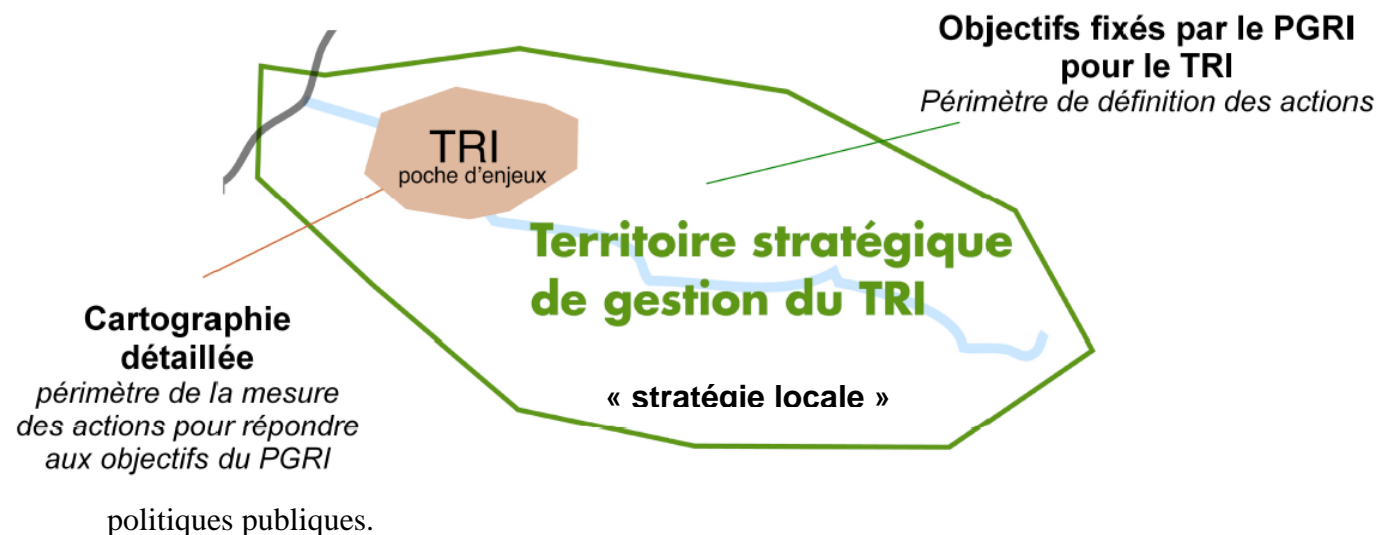 Objectifs fixés par le PGRI
pour le TRI
Périmètre de définition des actions
TRI
poche d'enjeux
Territoire stratégique
de gestion du TRI
Cartographie
détaillée
périmètre de la mesure
des actions pour répondre
aux objectifs du PGRI
« stratégie locale »
politiques publiques.